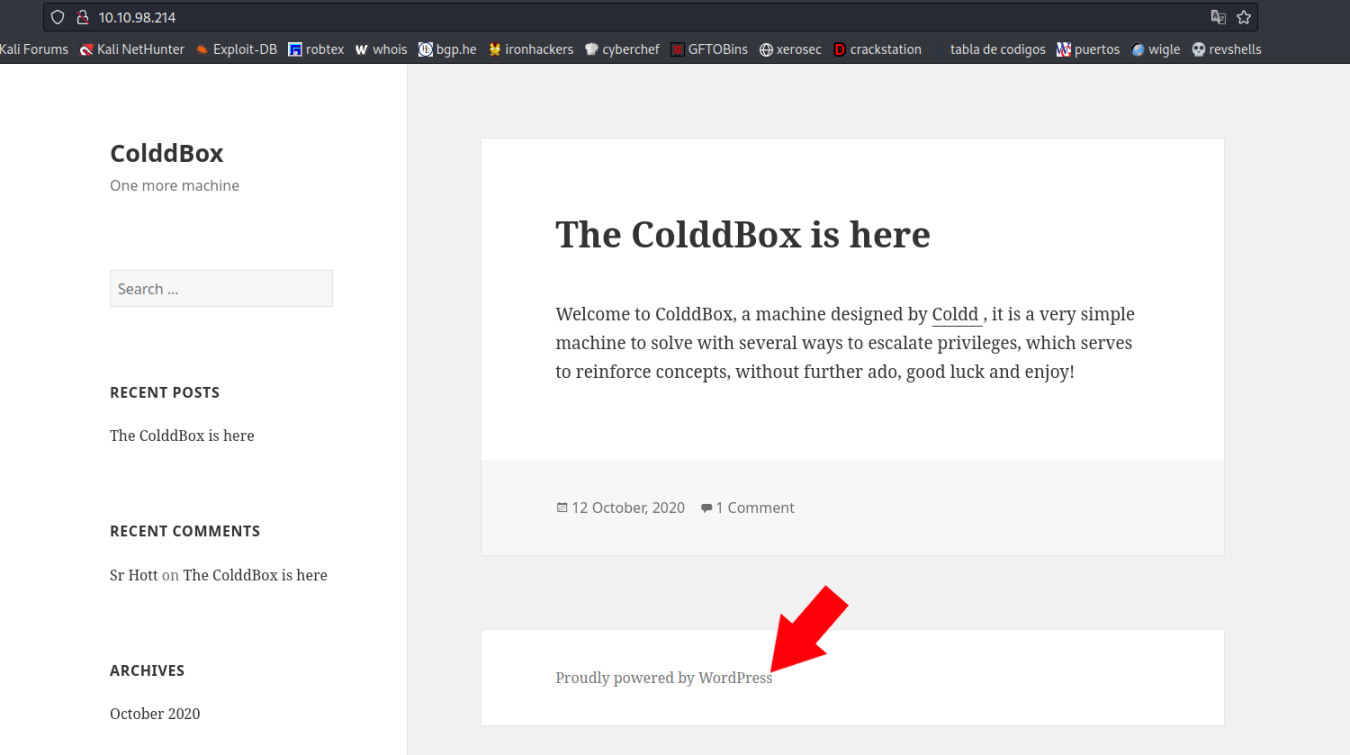 10.10.98.214
Kali Forums Kali NetHunter Exploit-DB robtex whois bgp.he ironhackers cyberchef GFTOBins xerosec crackstation tabla de codigos puertos wigle revshells
ColddBox
One more machine
Search ...
RECENT POSTS
The ColddBox is here
RECENT COMMENTS
Sr Hott on The ColddBox is here
ARCHIVES
October 2020
The ColddBox is here
Welcome to ColddBox, a machine designed by Coldd , it is a very simple
machine to solve with several ways to escalate privileges, which serves
to reinforce concepts, without further ado, good luck and enjoy!
12 October, 2020 1 Comment
Proudly powered by WordPress